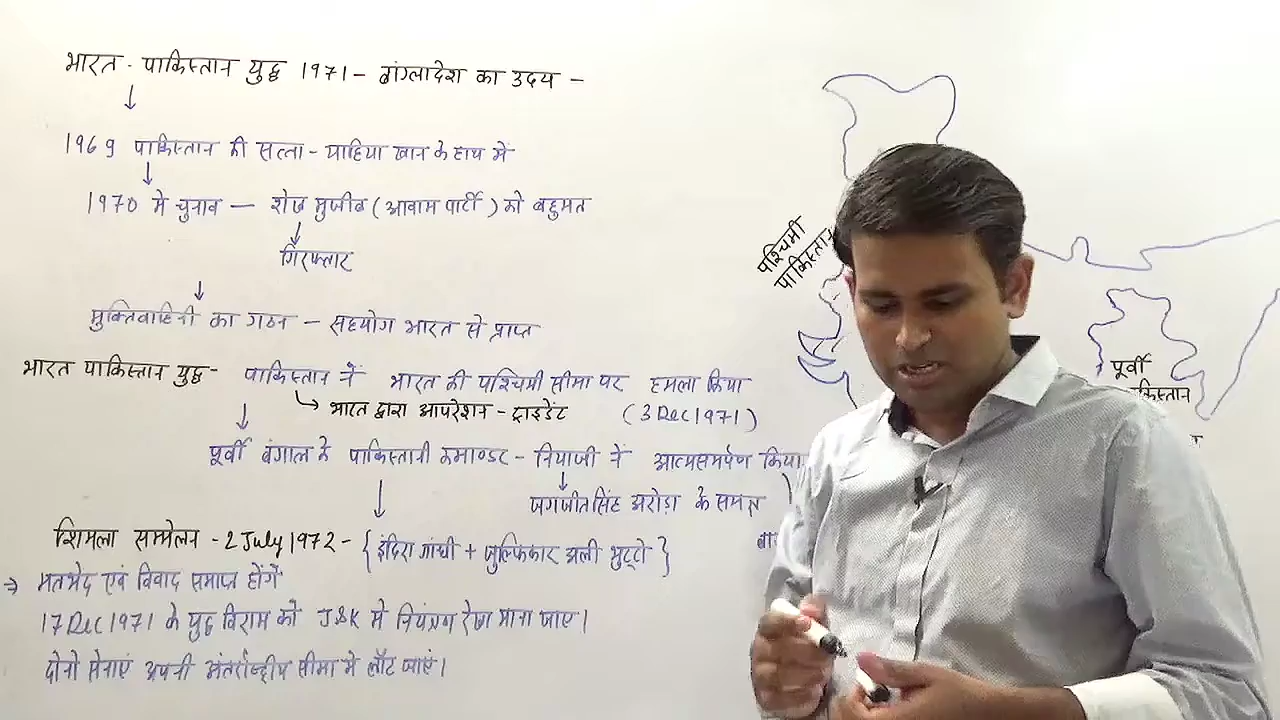 भारत - पाकिस्तान युद्ध 1971 - बांग्लादेश का उदय -
1969 पाकिस्तान की सत्ता - याहिया खान के हाथ में
1970 मे चुनाव — शेख मुजीब (आवाम पार्टी) को बहुमत
गिरफ्तार
मुक्तिवाहिनी का गठन - सहयोग भारत से प्राप्त
भारत पाकिस्तान युद्ध - पाकिस्तान नें भारत की पश्चिमी सीमा पर हमला किया
भारत द्वारा आपरेशन - ट्राइडेंट (3 Dec 1971)
पूर्वी बंगाल के पाकिस्तानी कमाण्डर - नियाजी नें आत्मसमर्पण किया
जगजीत सिंह अरोड़ा के समक्ष
शिमला सम्मेलन - 2 July 1972 - {इंदिरा गांधी + जुल्फिकार अली भुट्टो}
⇒ मतभेद एवं विवाद समाप्त होंगें
17 Dec 1971 के युद्ध विराम को J&K मे नियंत्रण रेखा माना जाए।
दोनो सेनाएं अपनी अंतर्राष्ट्रीय सीमा मे लौट जाएं।
पश्चिमी
पाकिस्तान
पूर्वी
किस्तान